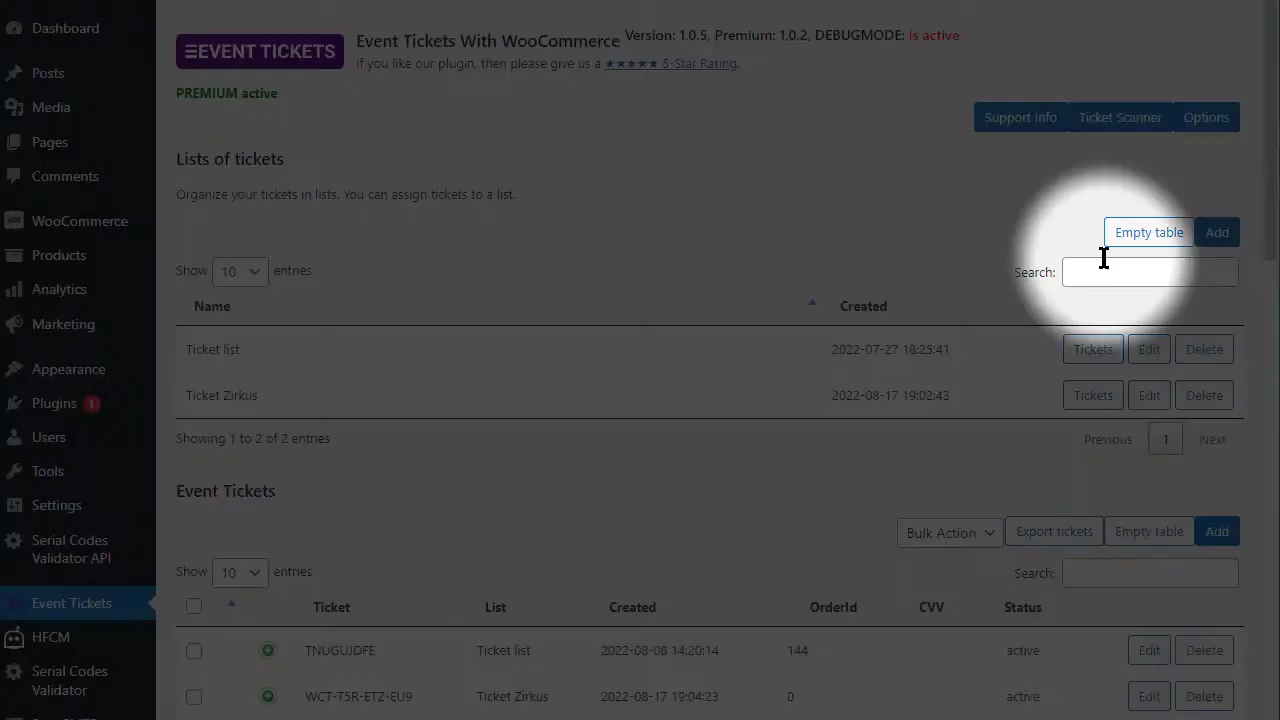 Dashboard
Posts
Media
Pages
Comments
WooCommerce
Products
Analytics
Marketing
Appearance
Plugins 1
Users
Tools
Settings
Serial Codes
Validator API
Event Tickets
HFCM
Serial Codes
Validator
EVENT TICKETS
Event Tickets With WooCommerce Version: 1.0.5, Premium: 1.0.2, DEBUGMODE: is active
If you like our plugin, then please give us a ★★★★★ 5-Star Rating.
PREMIUM active
Support Info Ticket Scanner Options
Lists of tickets
Organize your tickets in lists. You can assign tickets to a list.
Empty table Add
Show 10 entries Search:
Name Created
Ticket list 2022-07-27 18:25:41 Tickets Edit Delete
Ticket Zirkus 2022-08-17 19:02:43 Tickets Edit Delete
Showing 1 to 2 of 2 entries Previous 1 Next
Event Tickets
Bulk Action Export tickets Empty table Add
Show 10 entries Search:
Ticket List Created OrderId CVV Status
TNUGUJDFE Ticket list 2022-08-08 14:20:14 144 active Edit Delete
WCT-T5R-ETZ-EU9 Ticket Zirkus 2022-08-17 19:04:23 0 active Edit Delete